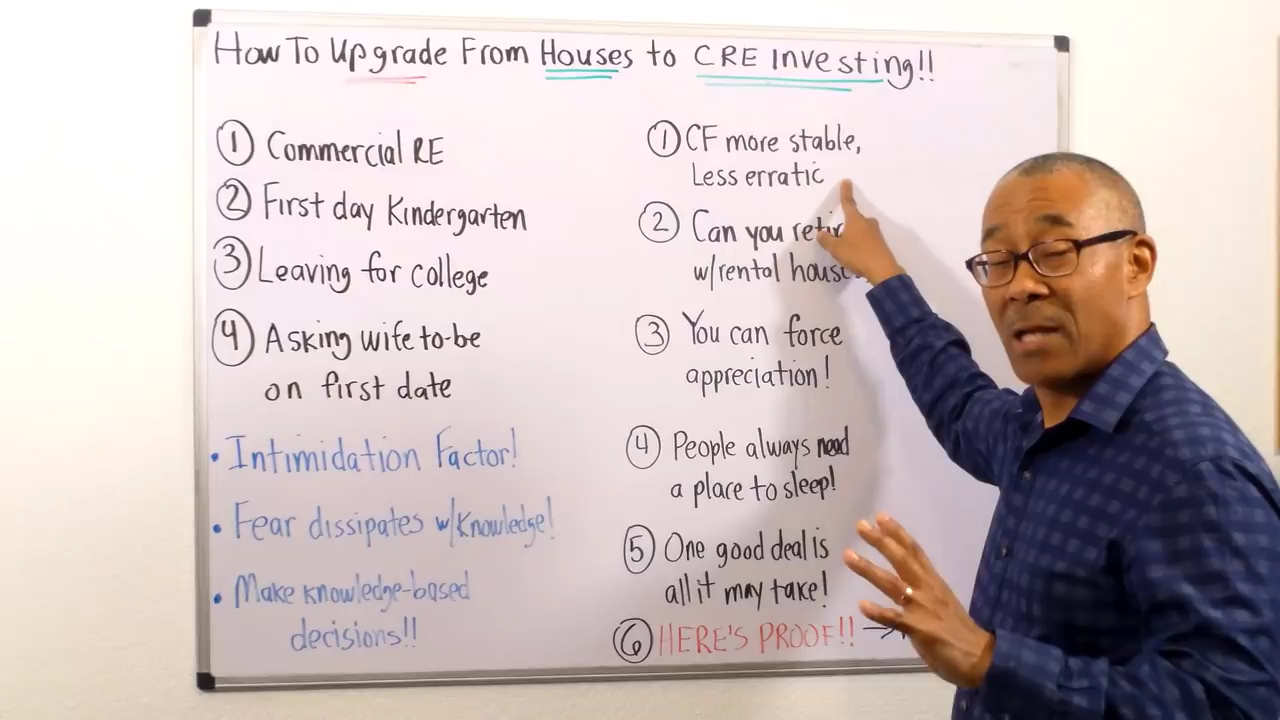 How To Upgrade From Houses to CRE Investing!!
1 Commercial RE
2 First day Kindergarten
3 Leaving for college
4 Asking wife to-be
on first date
• Intimidation Factor!
• Fear dissipates w/Knowledge!
• Make knowledge-based
decisions!!
1 CF more stable,
Less erratic
2 Can you
w/rental
3 You can force
appreciation!
4 People always need
a place to sleep!
5 One good deal is
all it may take!
6 HERE'S PROOF!! →